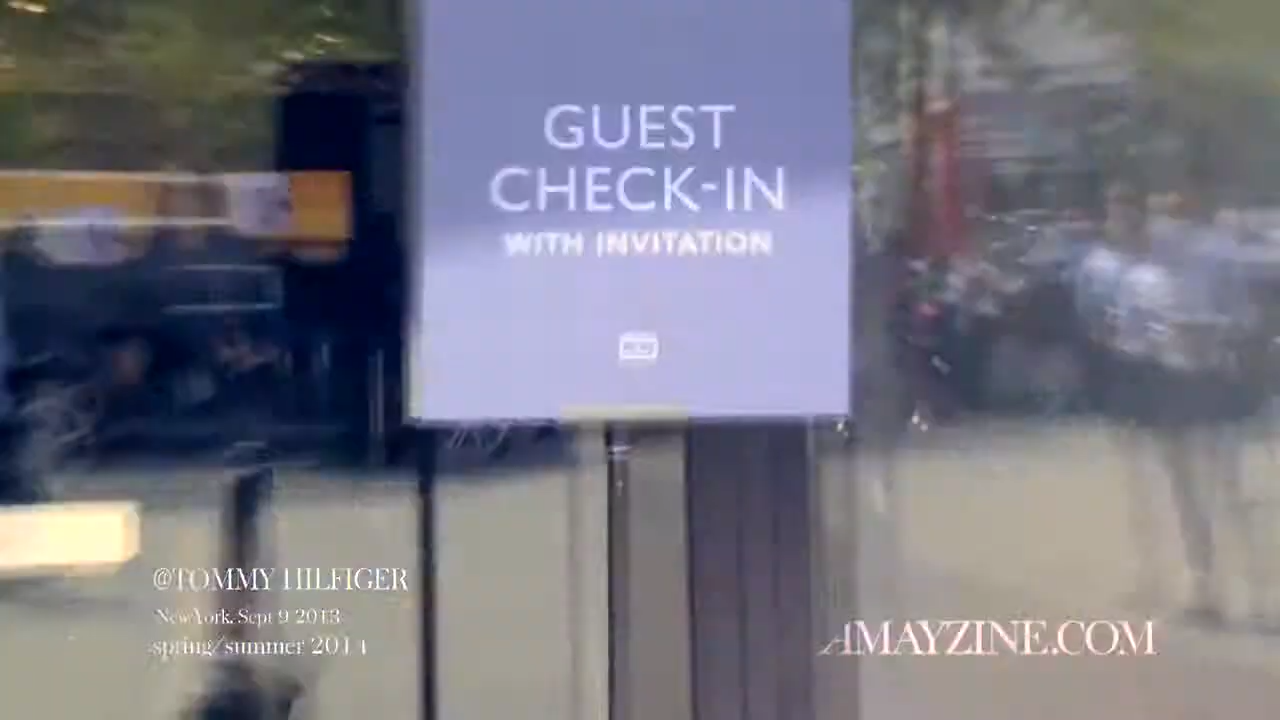 GUEST
CHECK-IN
WITH INVITATION
@TOMMY HILFIGER
New York, Sept 9 2013
spring/summer 2014
AMAYZINE.COM